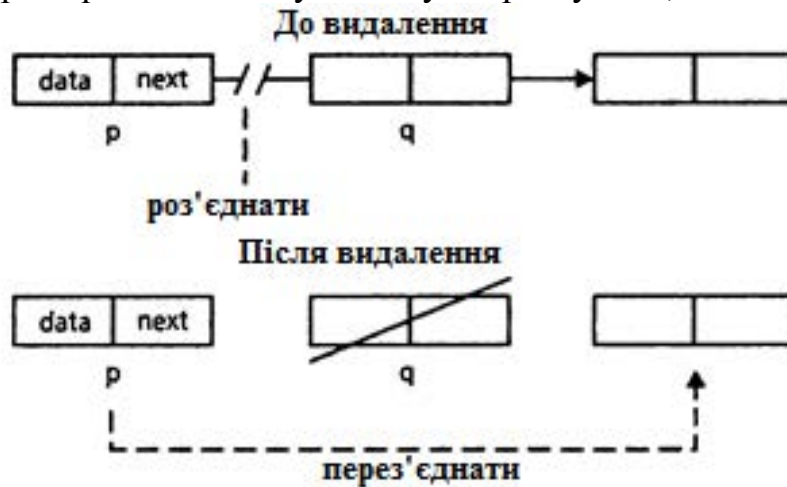 До видалення
data next
p q
роз'єднати
Після видалення
data next
p q
перез'єднати